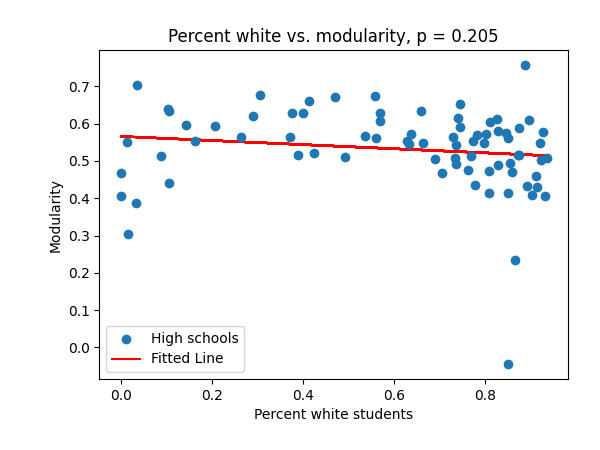 Percent white vs. modularity, p = 0.205
Modularity
0.7
0.6
0.5
0.4
0.3
0.2
0.1
0.0
High schools
Fitted Line
0.0 0.2 0.4 0.6 0.8
Percent white students